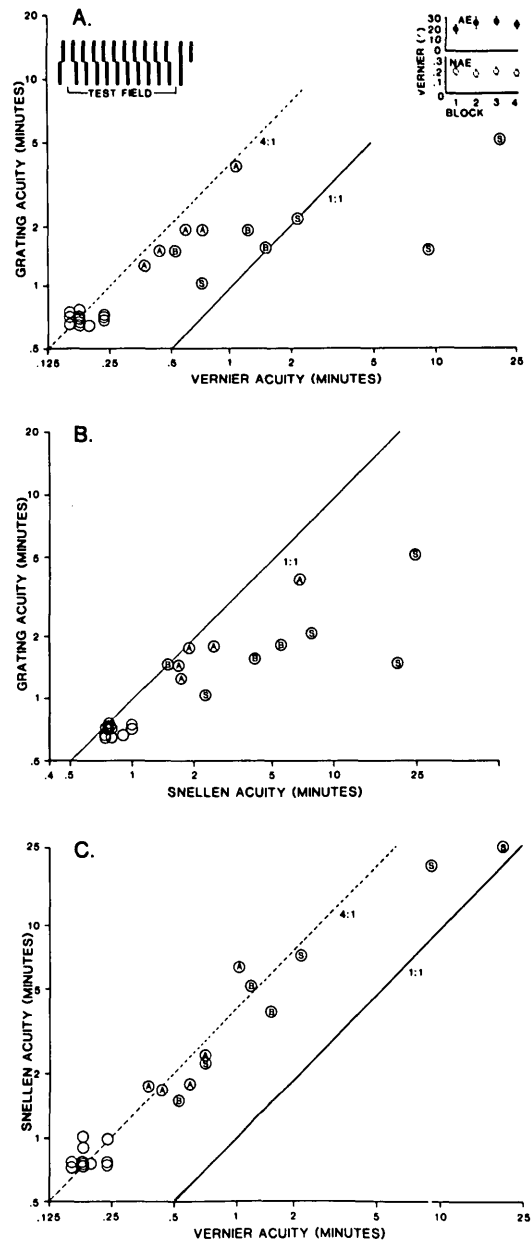 A.
GRATING ACUITY (MINUTES)
20
10
5
2
1
.5
TEST FIELD
4:1
1:1
VERNIER (')
30
20
10
0
AE
.3
.2
.1
0
NAE
1 2 3 4
BLOCK
A
A A B S
A B B
A
S
S
S
.125 .25 .5 1 2 5 10 25
VERNIER ACUITY (MINUTES)
B.
GRATING ACUITY (MINUTES)
20
10
5
2
1
.5
1:1
S
A
S
A A B
B A B S
A
S
.4 .5 1 2 5 10 25
SNELLEN ACUITY (MINUTES)
C.
SNELLEN ACUITY (MINUTES)
25
10
5
2
1
.5
4:1
1:1
S
S
A
S
B
B
A
S
A A A
B
.125 .25 .5 1 2 5 10 25
VERNIER ACUITY (MINUTES)